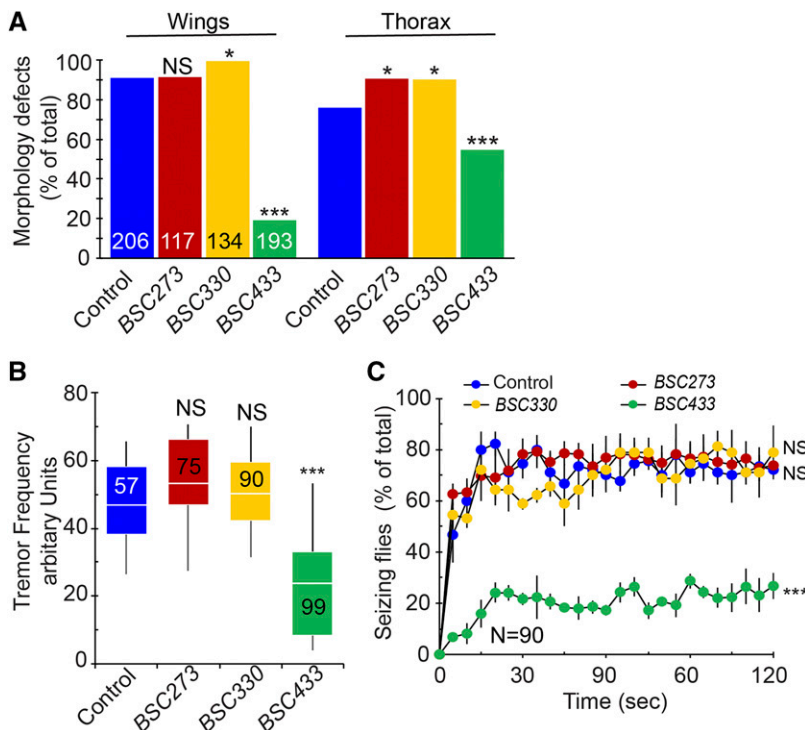 A
Wings
Thorax
Morphology defects
(% of total)
100
80
60
40
20
0
NS
*
***
*
*
***
206
117
134
193
Control
BSC273
BSC330
BSC433
Control
BSC273
BSC330
BSC433
B
Tremor Frequency
arbitary Units
80
60
40
20
0
NS
NS
***
57
75
90
99
Control
BSC273
BSC330
BSC433
C
Control
BSC273
BSC330
BSC433
Seizing flies (% of total)
100
80
60
40
20
0
NS
NS
***
N=90
30
90
60
120
Time (sec)